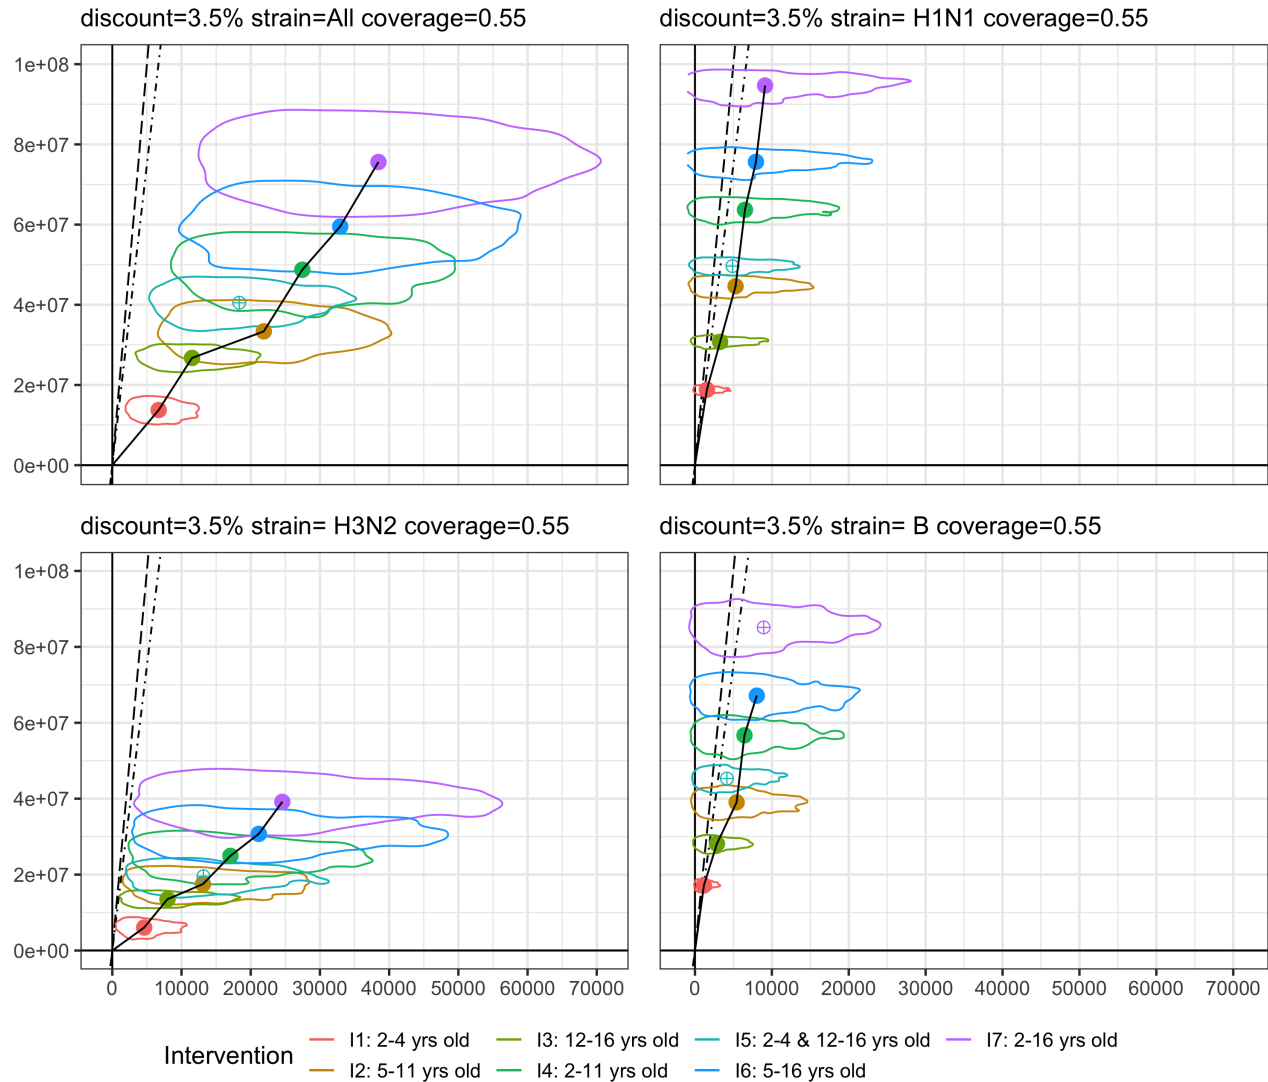 discount=3.5% strain=All coverage=0.55
discount=3.5% strain= H1N1 coverage=0.55
1e+08
8e+07
6e+07
4e+07
2e+07
0e+00
discount=3.5% strain= H3N2 coverage=0.55
discount=3.5% strain= B coverage=0.55
1e+08
8e+07
6e+07
4e+07
2e+07
0e+00
0 10000 20000 30000 40000 50000 60000 70000
0 10000 20000 30000 40000 50000 60000 70000
Intervention
I1: 2-4 yrs old
I3: 12-16 yrs old
I5: 2-4 & 12-16 yrs old
I7: 2-16 yrs old
I2: 5-11 yrs old
I4: 2-11 yrs old
I6: 5-16 yrs old